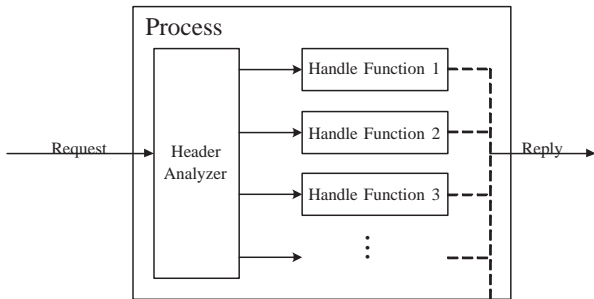 Process
Handle Function 1
Handle Function 2
Request
Header
Analyzer
Reply
Handle Function 3